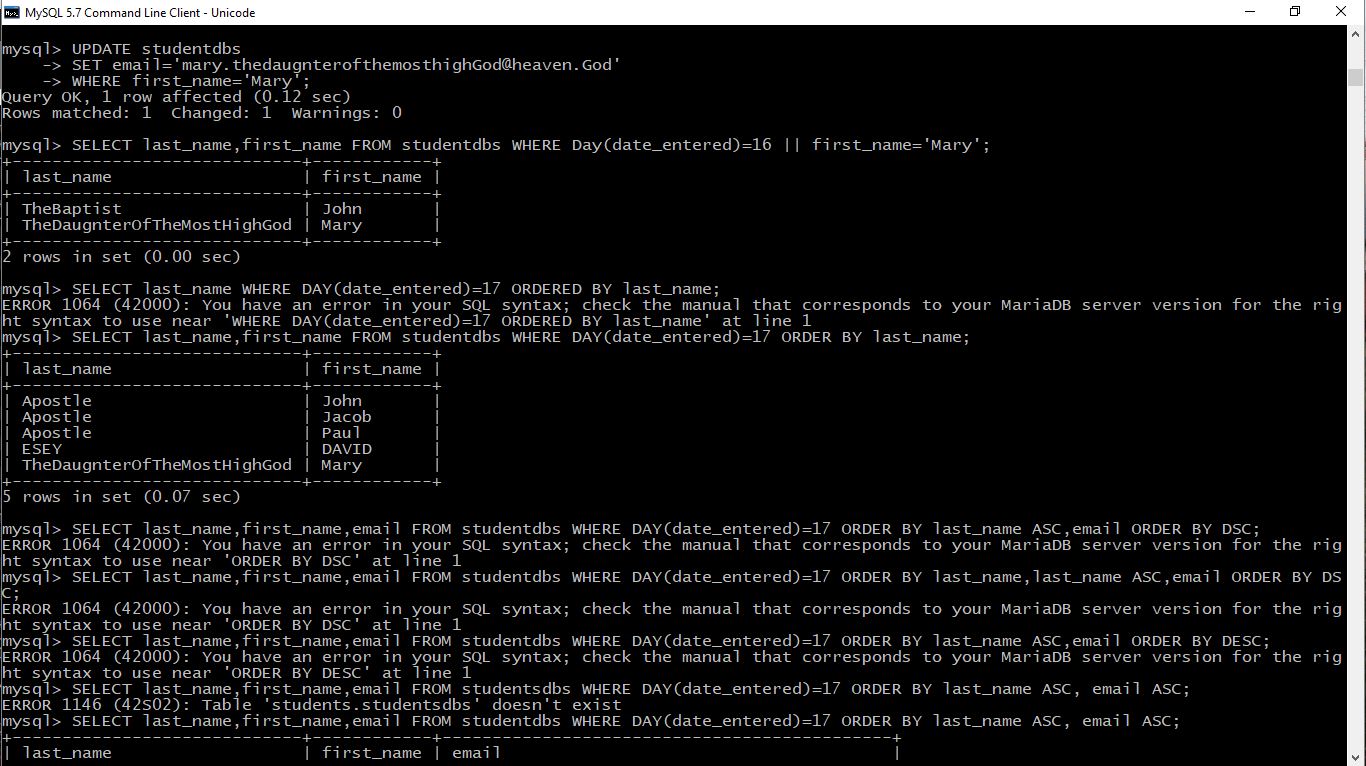 MySQL 5.7 Command Line Client - Unicode
mysql> UPDATE studentdbs
    -> SET email='mary.thedaugnterofthemosthighGod@heaven.God'
    -> WHERE first_name='Mary';
Query OK, 1 row affected (0.12 sec)
Rows matched: 1  Changed: 1  Warnings: 0
mysql> SELECT last_name,first_name FROM studentdbs WHERE Day(date_entered)=16 || first_name='Mary';
+-----------------------------+------------+
| last_name                   | first_name |
+-----------------------------+------------+
| TheBaptist                  | John       |
| TheDaugnterOfTheMostHighGod | Mary       |
+-----------------------------+------------+
2 rows in set (0.00 sec)
mysql> SELECT last_name WHERE DAY(date_entered)=17 ORDERED BY last_name;
ERROR 1064 (42000): You have an error in your SQL syntax; check the manual that corresponds to your MariaDB server version for the rig
ht syntax to use near 'WHERE DAY(date_entered)=17 ORDERED BY last_name' at line 1
mysql> SELECT last_name,first_name FROM studentdbs WHERE DAY(date_entered)=17 ORDER BY last_name;
+-----------------------------+------------+
| last_name                   | first_name |
+-----------------------------+------------+
| Apostle                     | John       |
| Apostle                     | Jacob      |
| Apostle                     | Paul       |
| ESEY                        | DAVID      |
| TheDaugnterOfTheMostHighGod | Mary       |
+-----------------------------+------------+
5 rows in set (0.07 sec)
mysql> SELECT last_name,first_name,email FROM studentdbs WHERE DAY(date_entered)=17 ORDER BY last_name ASC,email ORDER BY DSC;
ERROR 1064 (42000): You have an error in your SQL syntax; check the manual that corresponds to your MariaDB server version for the rig
ht syntax to use near 'ORDER BY DSC' at line 1
mysql> SELECT last_name,first_name,email FROM studentdbs WHERE DAY(date_entered)=17 ORDER BY last_name,last_name ASC,email ORDER BY DS
C;
ERROR 1064 (42000): You have an error in your SQL syntax; check the manual that corresponds to your MariaDB server version for the rig
ht syntax to use near 'ORDER BY DSC' at line 1
mysql> SELECT last_name,first_name,email FROM studentdbs WHERE DAY(date_entered)=17 ORDER BY last_name ASC,email ORDER BY DESC;
ERROR 1064 (42000): You have an error in your SQL syntax; check the manual that corresponds to your MariaDB server version for the rig
ht syntax to use near 'ORDER BY DESC' at line 1
mysql> SELECT last_name,first_name,email FROM studentsdbs WHERE DAY(date_entered)=17 ORDER BY last_name ASC, email ASC;
ERROR 1146 (42S02): Table 'students.studentsdbs' doesn't exist
mysql> SELECT last_name,first_name,email FROM studentdbs WHERE DAY(date_entered)=17 ORDER BY last_name ASC, email ASC;
+-----------------------------+------------+---------------------------------------------+
| last_name                   | first_name | email                                       |